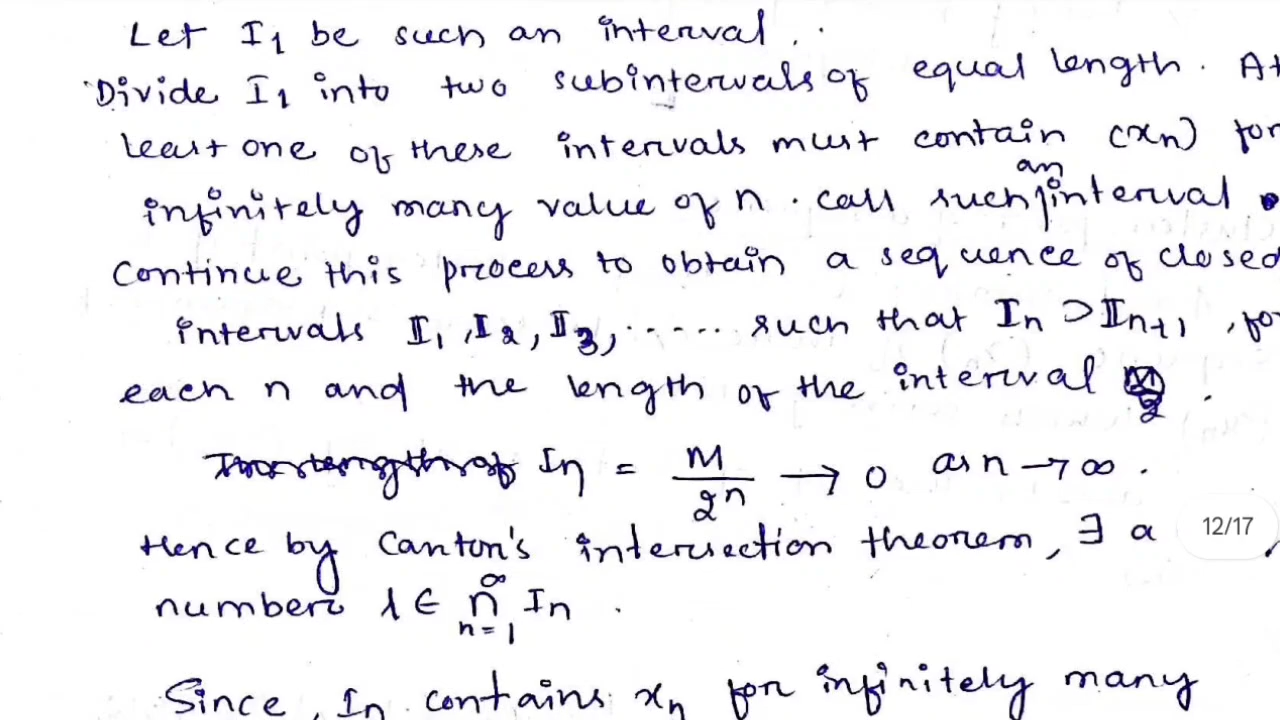 Let I₁ be such an interval.
Divide I₁ into two subintervals of equal length. At
least one of these intervals must contain (xₙ) for
infinitely many value of n. call such an interval
Continue this process to obtain a sequence of closed
intervals I₁, I₂, I₃, ...... such that Iₙ ⊃ Iₙ₊₁, fo
each n and the length of the interval
Iₙ = M/2ⁿ → 0 as n → ∞.
Hence by Canton's intersection theorem, ∃ a
number l ∈ ∩ₙ₌₁^∞ Iₙ.
Since, Iₙ contains xₙ for infinitely many
12/17